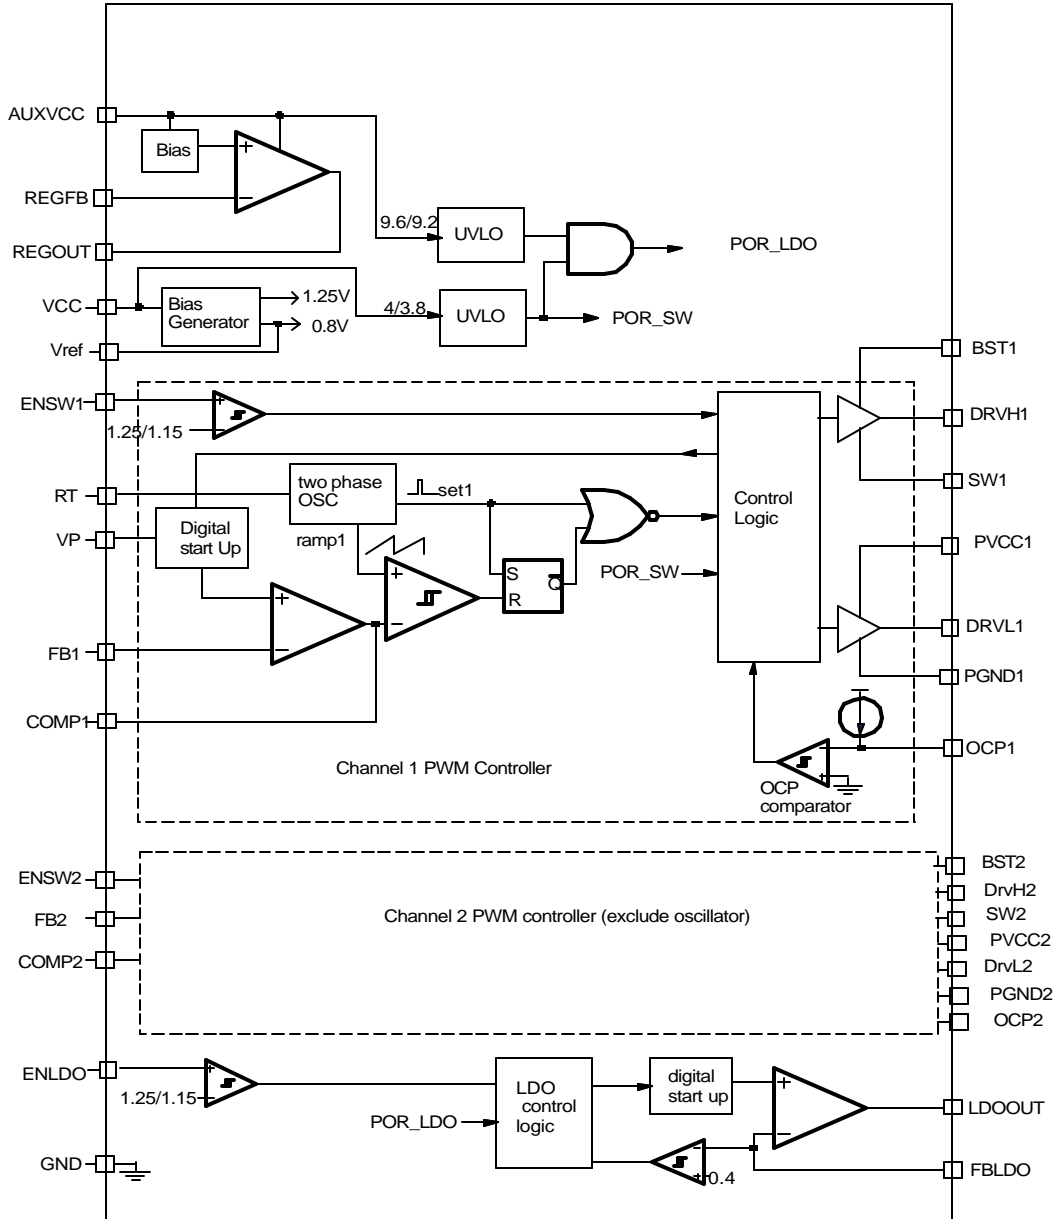 AUXVCC
Bias
+
−
REGFB
REGOUT
9.6/9.2
UVLO
POR_LDO
VCC
Bias
Generator
1.25V
0.8V
4/3.8
UVLO
POR_SW
Vref
BST1
ENSW1
+
−
1.25/1.15
DRVH1
SW1
RT
two phase
OSC
set1
Control
Logic
VP
Digital
start Up
ramp1
PVCC1
+
−
S
R
Q
POR_SW
+
−
FB1
DRVL1
PGND1
COMP1
OCP1
Channel 1 PWM Controller
−
+
OCP
comparator
ENSW2
FB2
COMP2
Channel 2 PWM controller (exclude oscillator)
BST2
DrvH2
SW2
PVCC2
DrvL2
PGND2
OCP2
ENLDO
+
−
1.25/1.15
LDO
control
logic
POR_LDO
digital
start up
+
−
LDOOUT
−
+
0.4
GND
FBLDO